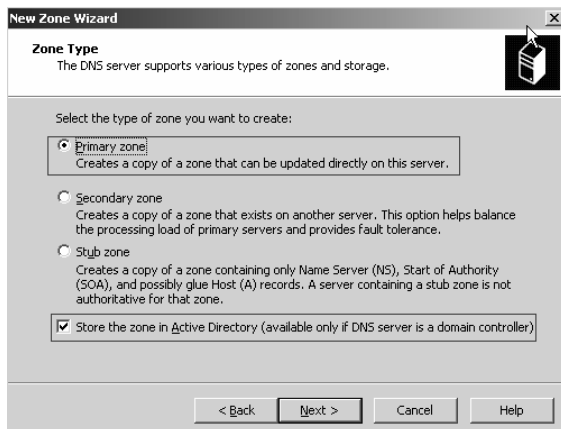 New Zone Wizard
Zone Type
The DNS server supports various types of zones and storage.
Select the type of zone you want to create:
Primary zone
Creates a copy of a zone that can be updated directly on this server.
Secondary zone
Creates a copy of a zone that exists on another server. This option helps balance
the processing load of primary servers and provides fault tolerance.
Stub zone
Creates a copy of a zone containing only Name Server (NS), Start of Authority
(SOA), and possibly glue Host (A) records. A server containing a stub zone is not
authoritative for that zone.
Store the zone in Active Directory (available only if DNS server is a domain controller)
< Back Next > Cancel Help